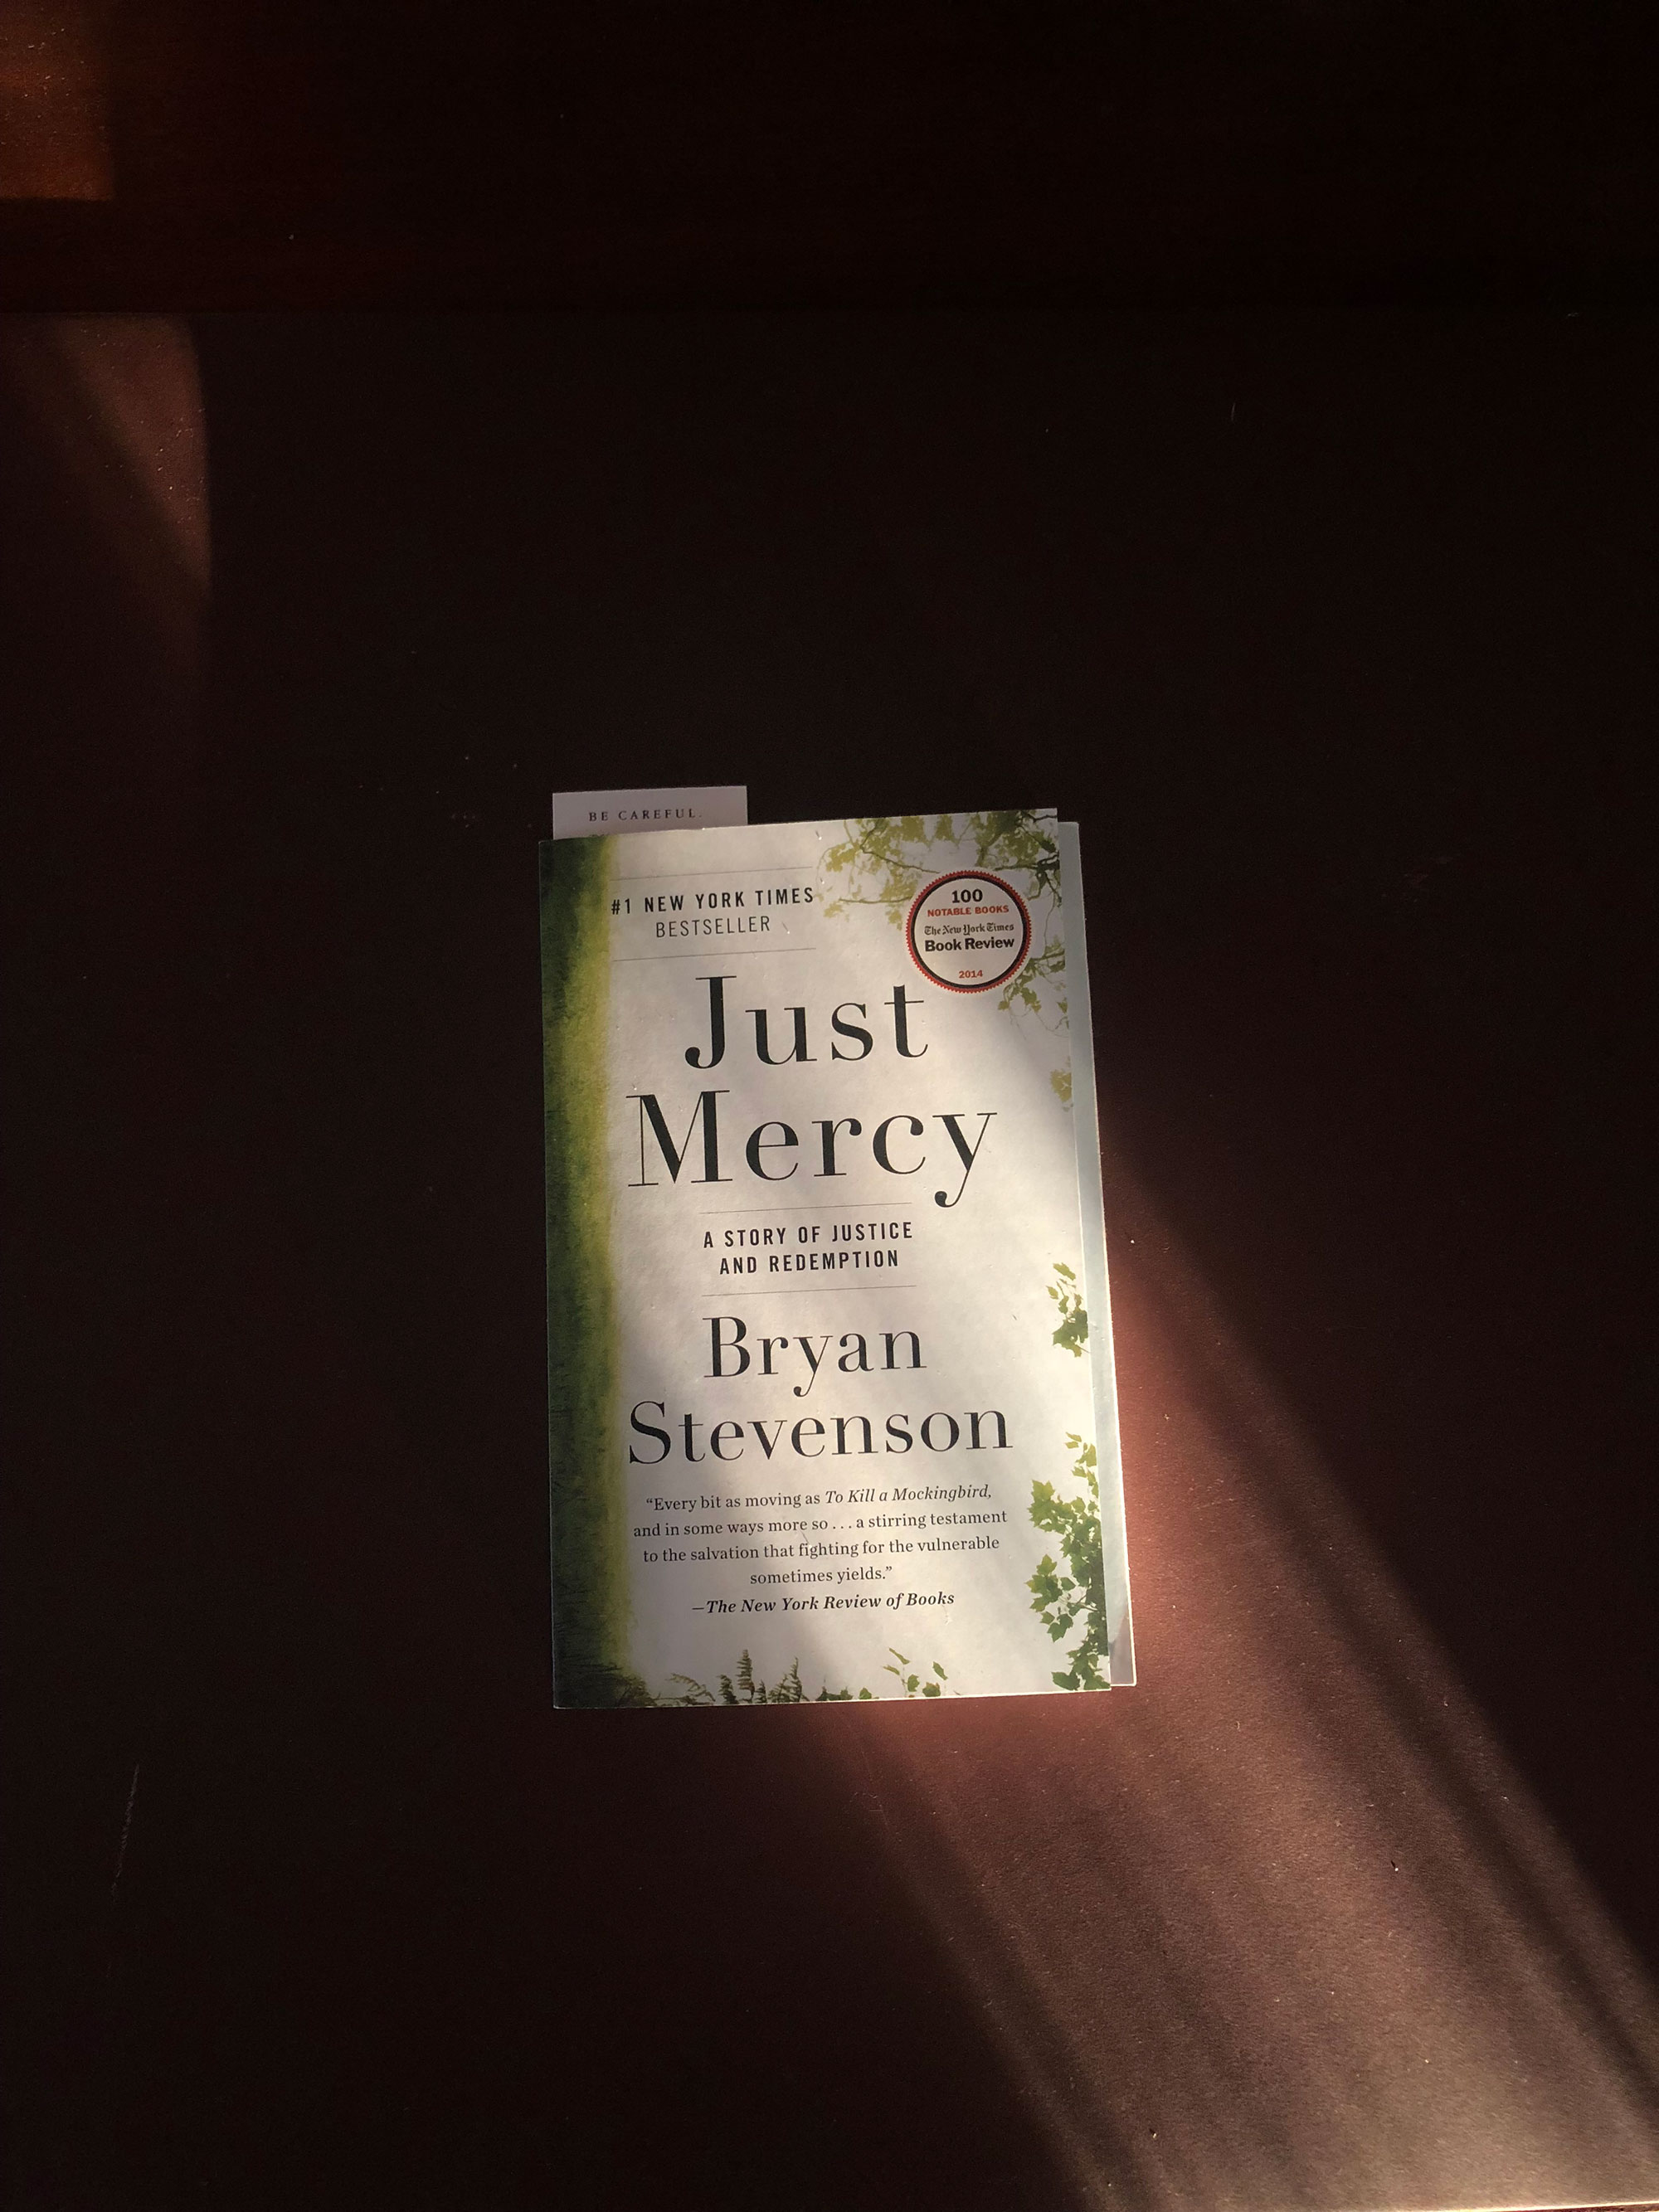 BE CAREFUL.
#1 NEW YORK TIMES
BESTSELLER
100
NOTABLE BOOKS
The New York Times
Book Review
2014
Just
Mercy
A STORY OF JUSTICE
AND REDEMPTION
Bryan
Stevenson
“Every bit as moving as To Kill a Mockingbird,
and in some ways more so . . . a stirring testament
to the salvation that fighting for the vulnerable
sometimes yields.”
—The New York Review of Books